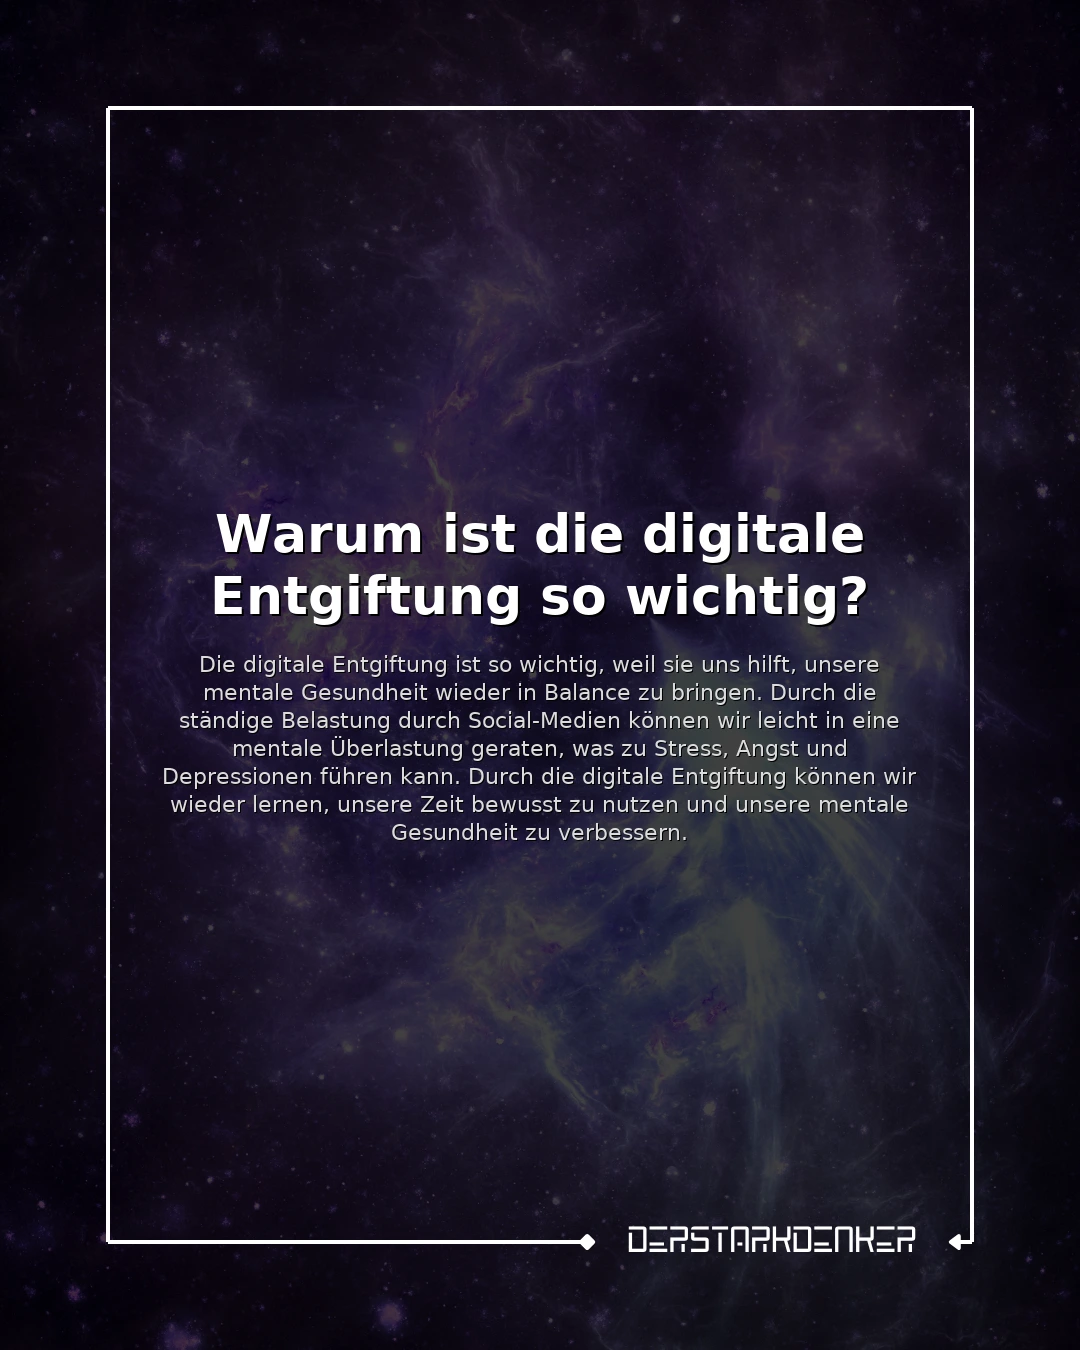 Warum ist die digitale
Entgiftung so wichtig?
Die digitale Entgiftung ist so wichtig, weil sie uns hilft, unsere
mentale Gesundheit wieder in Balance zu bringen. Durch die
ständige Belastung durch Social-Medien können wir leicht in eine
mentale Überlastung geraten, was zu Stress, Angst und
Depressionen führen kann. Durch die digitale Entgiftung können wir
wieder lernen, unsere Zeit bewusst zu nutzen und unsere mentale
Gesundheit zu verbessern.
DERSTARKDENKER